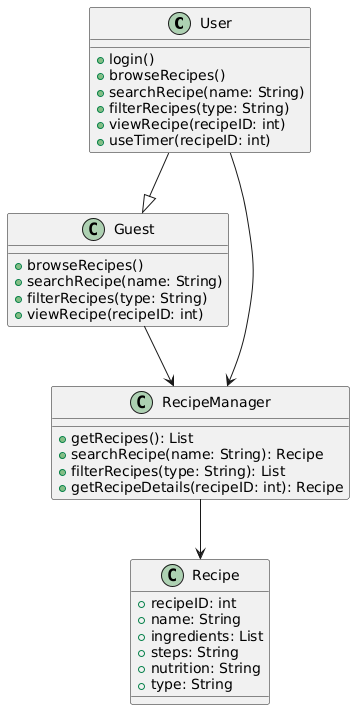 C User
login()
browseRecipes()
searchRecipe(name: String)
filterRecipes(type: String)
viewRecipe(recipeID: int)
useTimer(recipeID: int)
C Guest
browseRecipes()
searchRecipe(name: String)
filterRecipes(type: String)
viewRecipe(recipeID: int)
C RecipeManager
getRecipes(): List
searchRecipe(name: String): Recipe
filterRecipes(type: String): List
getRecipeDetails(recipeID: int): Recipe
C Recipe
recipeID: int
name: String
ingredients: List
steps: String
nutrition: String
type: String